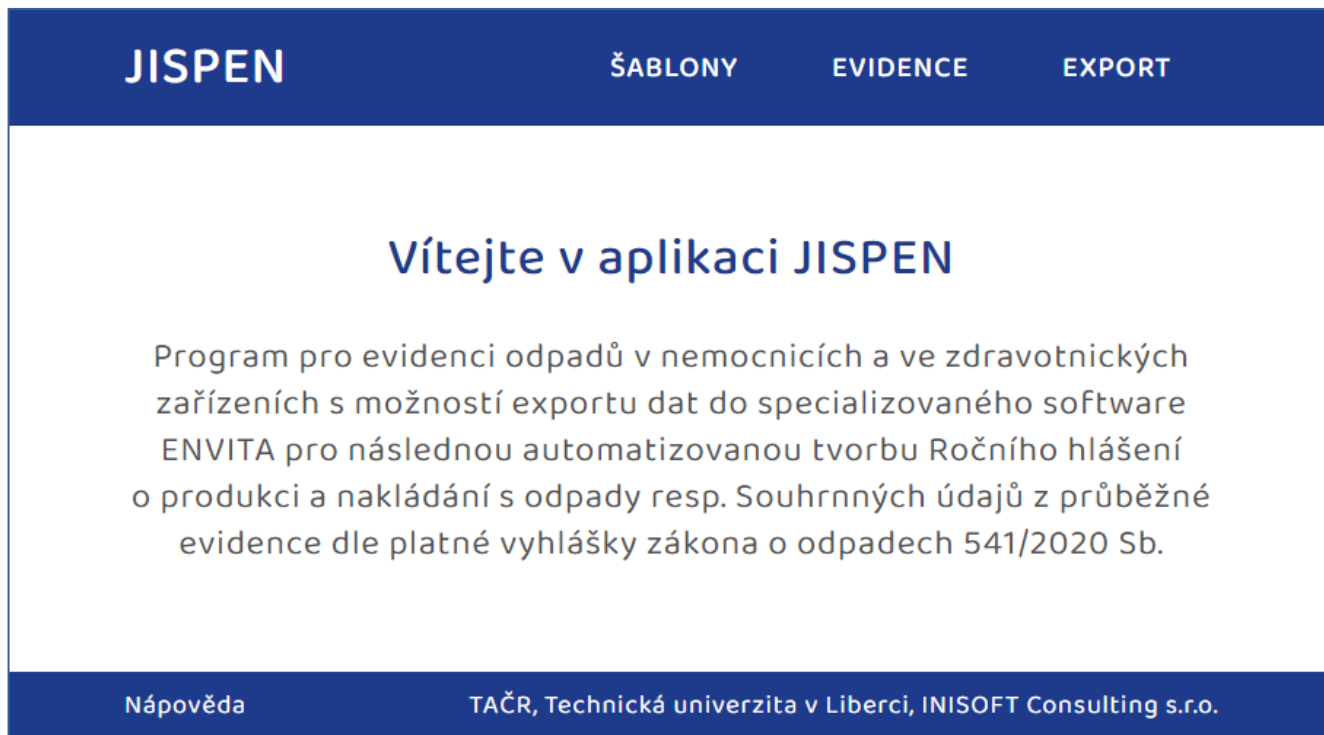 JISPEN ŠABLONY EVIDENCE EXPORT
Vítejte v aplikaci JISPEN
Program pro evidenci odpadů v nemocnicích a ve zdravotnických
zařízeních s možností exportu dat do specializovaného software
ENVITA pro následnou automatizovanou tvorbu Ročního hlášení
o produkci a nakládání s odpady resp. Souhrnných údajů z průběžné
evidence dle platné vyhlášky zákona o odpadech 541/2020 Sb.
Nápověda TAČR, Technická univerzita v Liberci, INISOFT Consulting s.r.o.